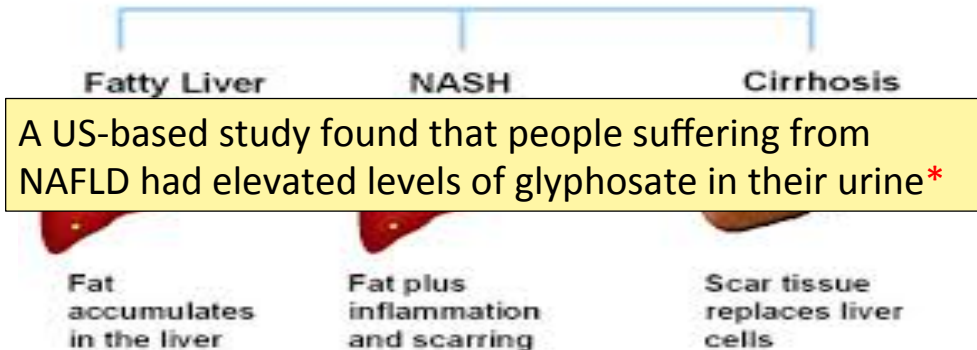 Fatty Liver NASH Cirrhosis
A US-based study found that people suffering from
NAFLD had elevated levels of glyphosate in their urine*
Fat
accumulates
in the liver
Fat plus
inflammation
and scarring
Scar tissue
replaces liver
cells